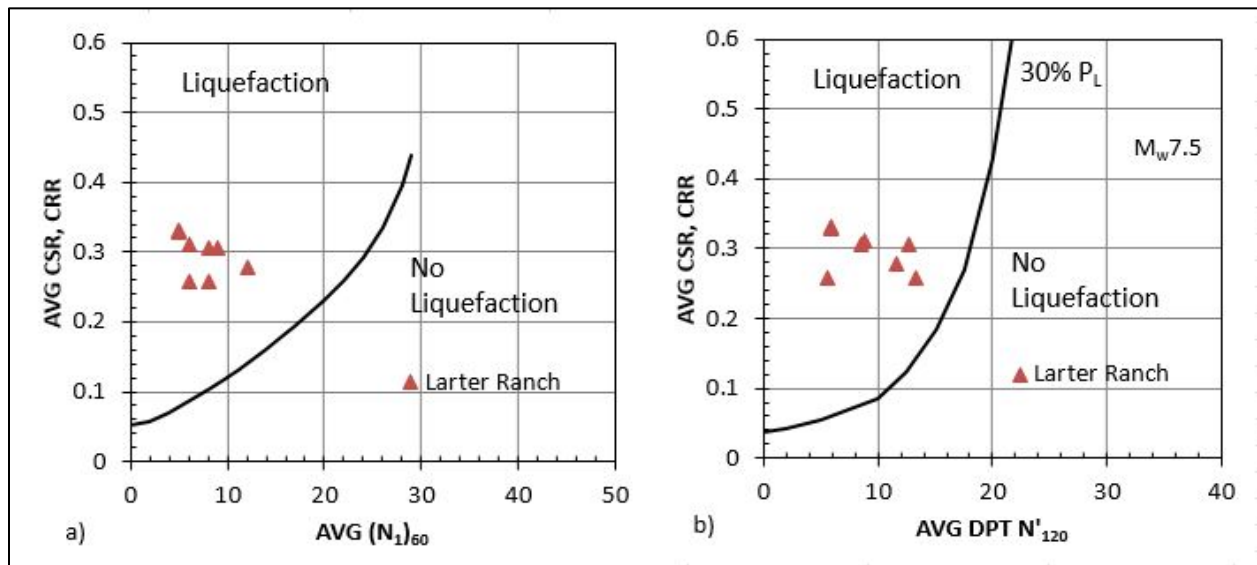 0.6
0.5
0.4
0.3
0.2
0.1
0
AVG CSR, CRR
Liquefaction
No
Liquefaction
Larter Ranch
0 10 20 30 40 50
a) AVG (N₁)₆₀
0.6
0.5
0.4
0.3
0.2
0.1
0
AVG CSR, CRR
Liquefaction
30% P_L
M_w7.5
No
Liquefaction
Larter Ranch
0 10 20 30 40
b) AVG DPT N'₁₂₀